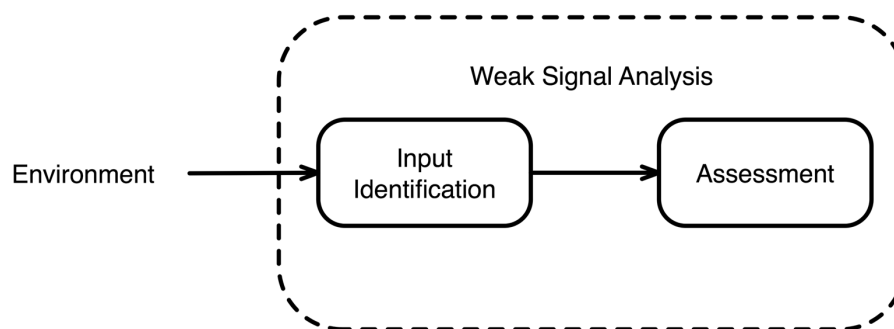 Weak Signal Analysis
Environment
Input
Identification
Assessment